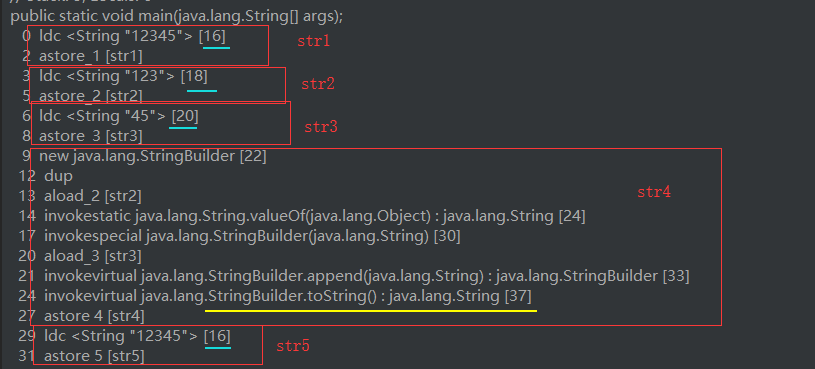 public static void main(java.lang.String[] args);
0 ldc <String "12345"> [16]
str1
2 astore_1 [str1]
3 ldc <String "123"> [18]
str2
5 astore_2 [str2]
6 ldc <String "45"> [20]
str3
8 astore_3 [str3]
9 new java.lang.StringBuilder [22]
12 dup
13 aload_2 [str2]
str4
14 invokestatic java.lang.String.valueOf(java.lang.Object) : java.lang.String [24]
17 invokespecial java.lang.StringBuilder(java.lang.String) [30]
20 aload_3 [str3]
21 invokevirtual java.lang.StringBuilder.append(java.lang.String) : java.lang.StringBuilder [33]
24 invokevirtual java.lang.StringBuilder.toString() : java.lang.String [37]
27 astore 4 [str4]
29 ldc <String "12345"> [16]
str5
31 astore 5 [str5]